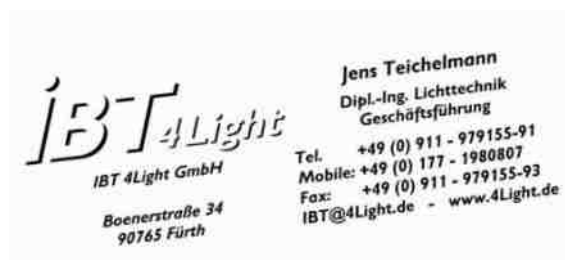 iBT 4Light
IBT 4Light GmbH
Boenerstraße 34
90765 Fürth
Jens Teichelmann
Dipl.-Ing. Lichttechnik
Geschäftsführung
Tel. +49 (0) 911 - 979155-91
Mobile: +49 (0) 177 - 1980807
Fax: +49 (0) 911 - 979155-93
IBT@4Light.de - www.4Light.de